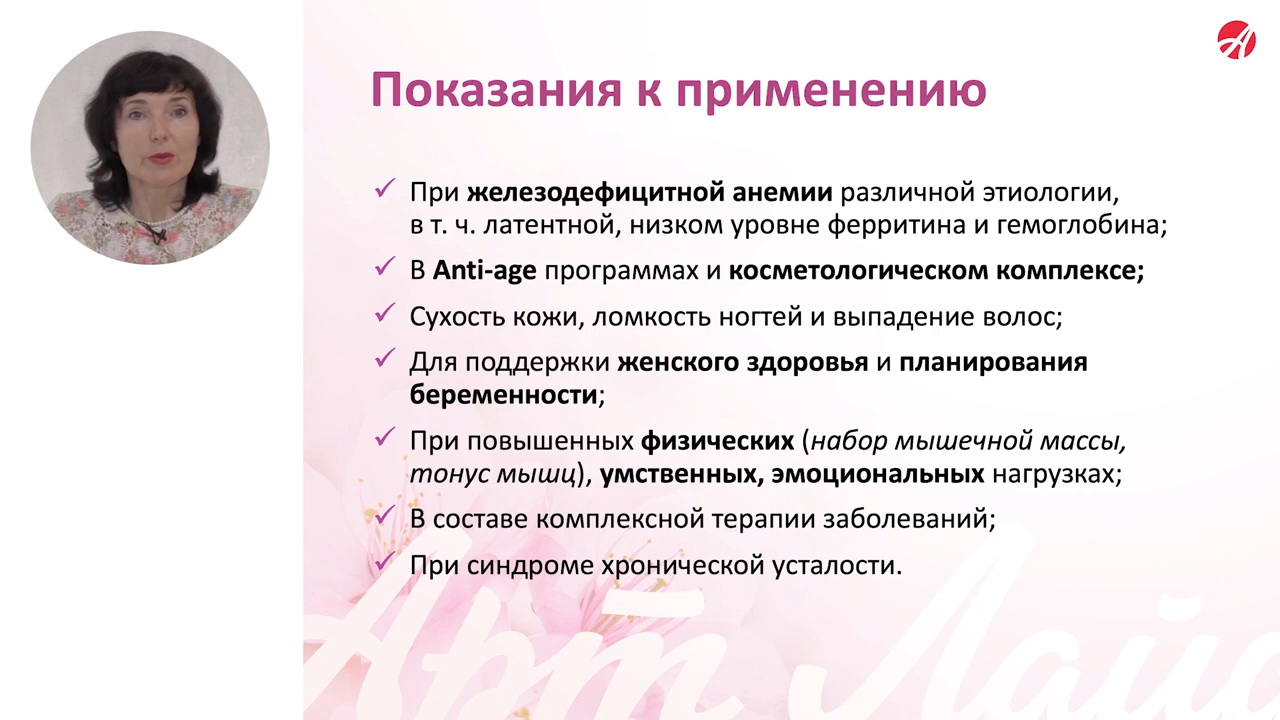 Показания к применению
При железодефицитной анемии различной этиологии,
в т. ч. латентной, низком уровне ферритина и гемоглобина;
В Anti-age программах и косметологическом комплексе;
Сухость кожи, ломкость ногтей и выпадение волос;
Для поддержки женского здоровья и планирования
беременности;
При повышенных физических (набор мышечной массы,
тонус мышц), умственных, эмоциональных нагрузках;
В составе комплексной терапии заболеваний;
При синдроме хронической усталости.
Арт Лайф